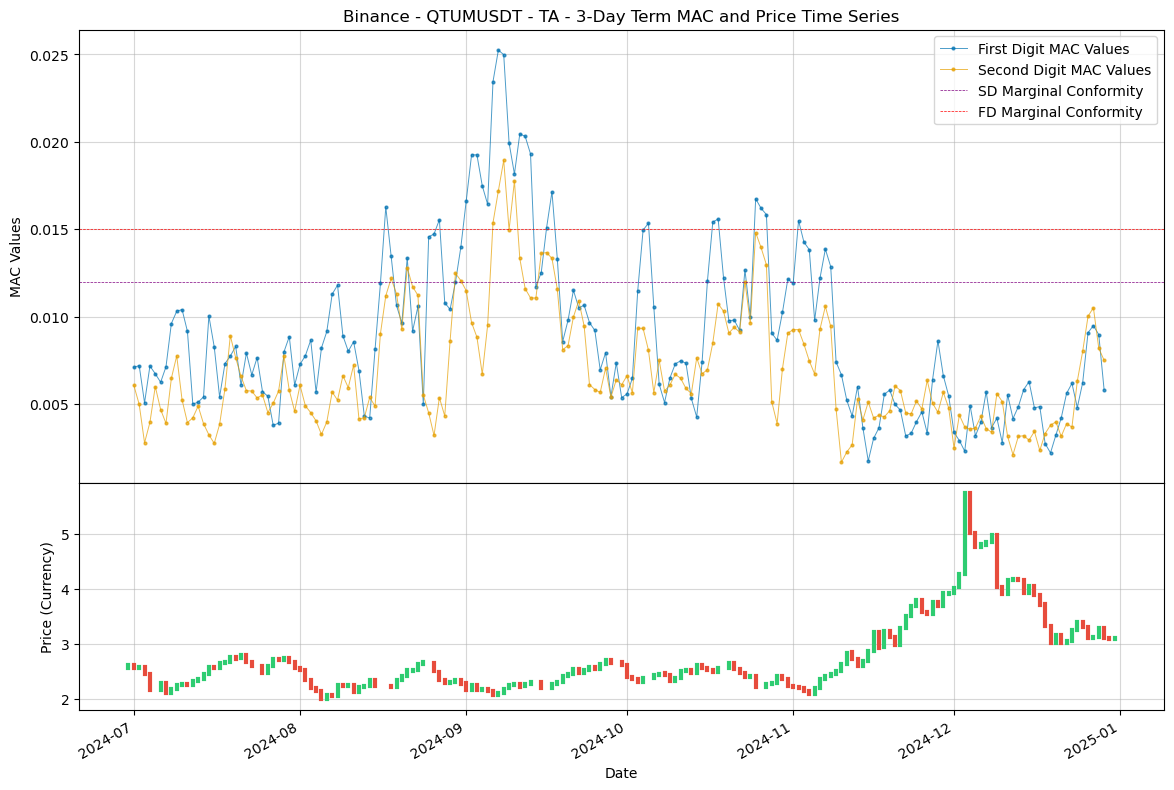 Binance - QTUMUSDT - TA - 3-Day Term MAC and Price Time Series
First Digit MAC Values
Second Digit MAC Values
SD Marginal Conformity
FD Marginal Conformity
MAC Values
0.025
0.020
0.015
0.010
0.005
Price (Currency)
5
4
3
2
2024-07
2024-08
2024-09
2024-10
2024-11
2024-12
2025-01
Date